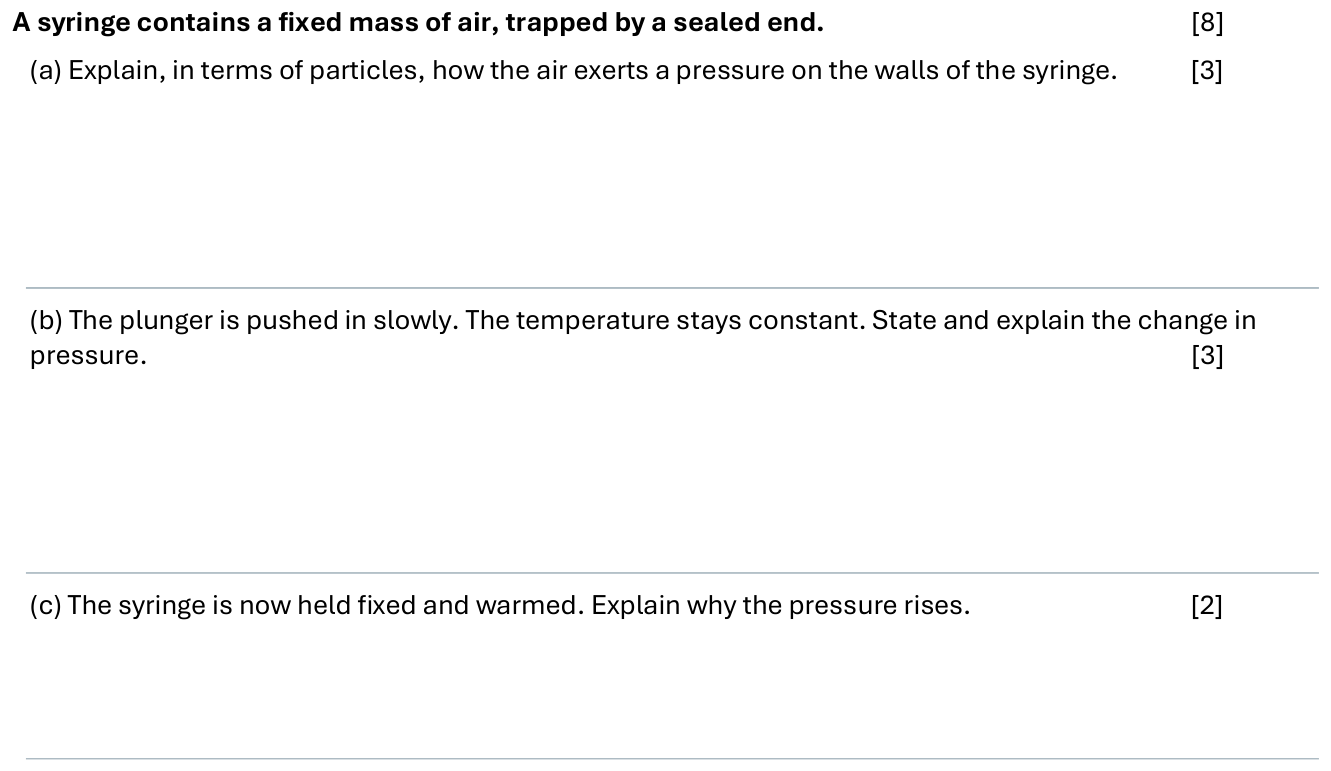 A syringe contains a fixed mass of air, trapped by a sealed end. [8]
(a) Explain, in terms of particles, how the air exerts a pressure on the walls of the syringe. [3]
(b) The plunger is pushed in slowly. The temperature stays constant. State and explain the change in
pressure. [3]
(c) The syringe is now held fixed and warmed. Explain why the pressure rises. [2]